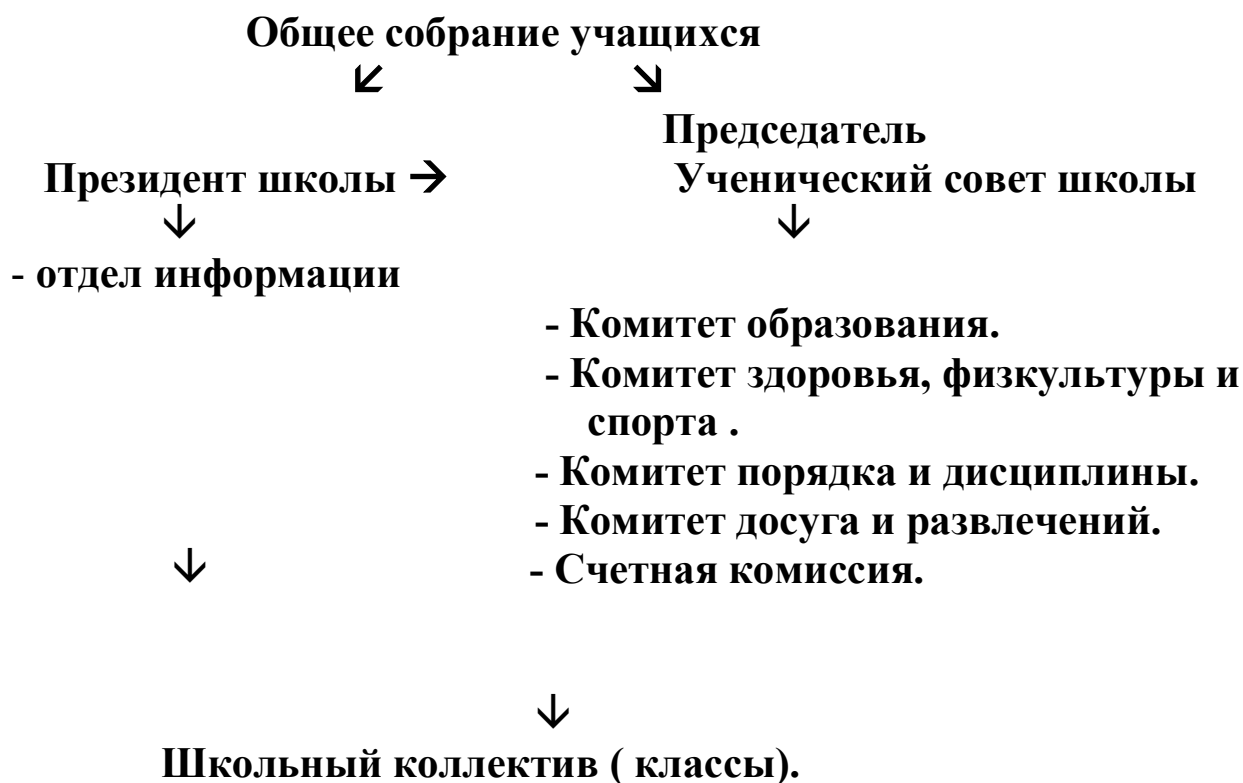 Общее собрание учащихся
🡿 🡾
Председатель
Президент школы → Ученический совет школы
↓ ↓
- отдел информации
- Комитет образования.
- Комитет здоровья, физкультуры и
спорта .
- Комитет порядка и дисциплины.
- Комитет досуга и развлечений.
↓ - Счетная комиссия.
↓
Школьный коллектив ( классы).